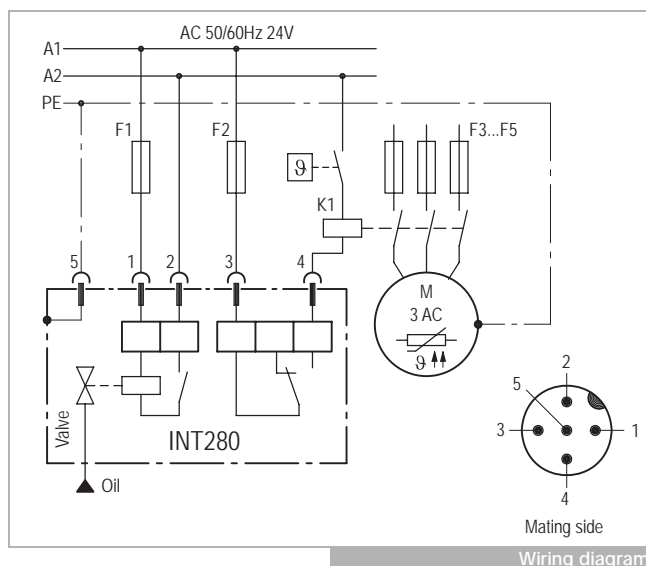 AC 50/60Hz 24V
A1
A2
PE
F1
F2
F3...F5
ϑ
K1
5
1
2
3
4
M
3 AC
ϑ
Valve
INT280
Oil
2
5
3
1
4
Mating side
Wiring diagram